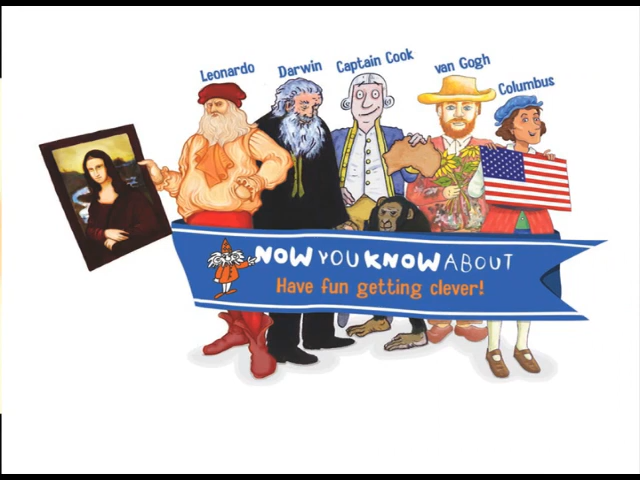 Leonardo
Darwin
Captain Cook
van Gogh
Columbus
NOW YOU KNOW ABOUT
Have fun getting clever!